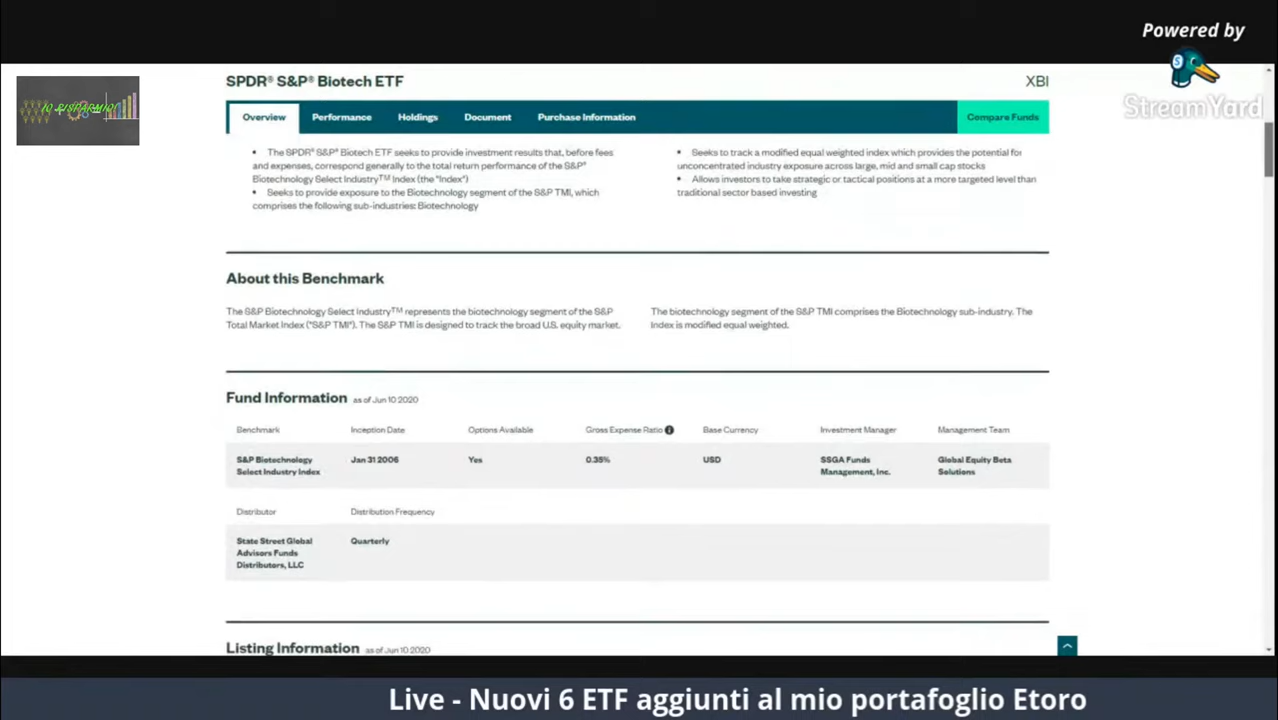 Powered by
StreamYard
IO RISPARMIO!
SPDR® S&P® Biotech ETF
XBI
Overview
Performance
Holdings
Document
Purchase Information
Compare Funds
• The SPDR® S&P® Biotech ETF seeks to provide investment results that, before fees
and expenses, correspond generally to the total return performance of the S&P®
Biotechnology Select Industry™ Index (the "Index")
• Seeks to provide exposure to the Biotechnology segment of the S&P TMI, which
comprises the following sub-industries: Biotechnology
• Seeks to track a modified equal weighted index which provides the potential for
unconcentrated industry exposure across large, mid and small cap stocks
• Allows investors to take strategic or tactical positions at a more targeted level than
traditional sector based investing
About this Benchmark
The S&P Biotechnology Select Industry™ represents the biotechnology segment of the S&P
Total Market Index ("S&P TMI"). The S&P TMI is designed to track the broad U.S. equity market.
The biotechnology segment of the S&P TMI comprises the Biotechnology sub-industry. The
Index is modified equal weighted.
Fund Information as of Jun 10 2020
Benchmark
Inception Date
Options Available
Gross Expense Ratio
Base Currency
Investment Manager
Management Team
S&P Biotechnology
Select Industry Index
Jan 31 2006
Yes
0.35%
USD
SSGA Funds
Management, Inc.
Global Equity Beta
Solutions
Distributor
Distribution Frequency
State Street Global
Advisors Funds
Distributors, LLC
Quarterly
Listing Information as of Jun 10 2020
Live - Nuovi 6 ETF aggiunti al mio portafoglio Etoro